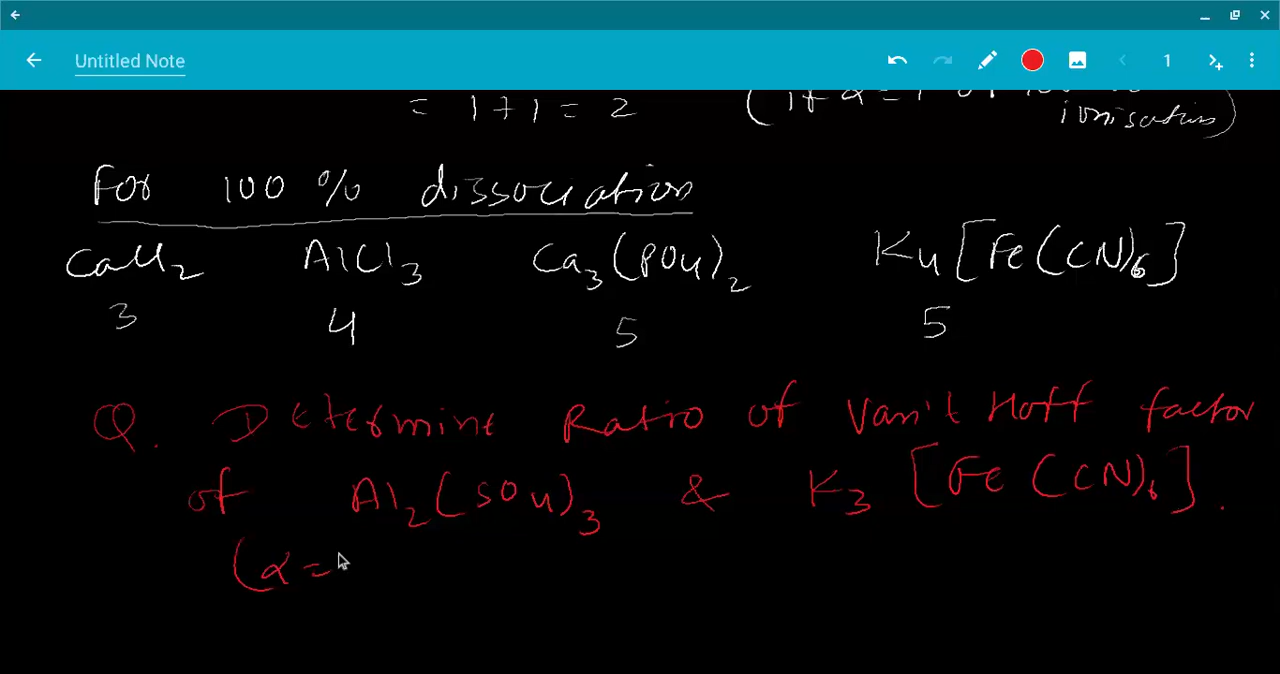 Untitled Note
1
= 1 + 1 = 2 (If α = 1 or
ionisation)
For 100 % dissociation
CaCl2 AlCl3 Ca3(PO4)2 K4[Fe(CN)6]
3 4 5 5
Q. Determine Ratio of Van't Hoff factor
of Al2(SO4)3 & K3[Fe(CN)6].
(α =